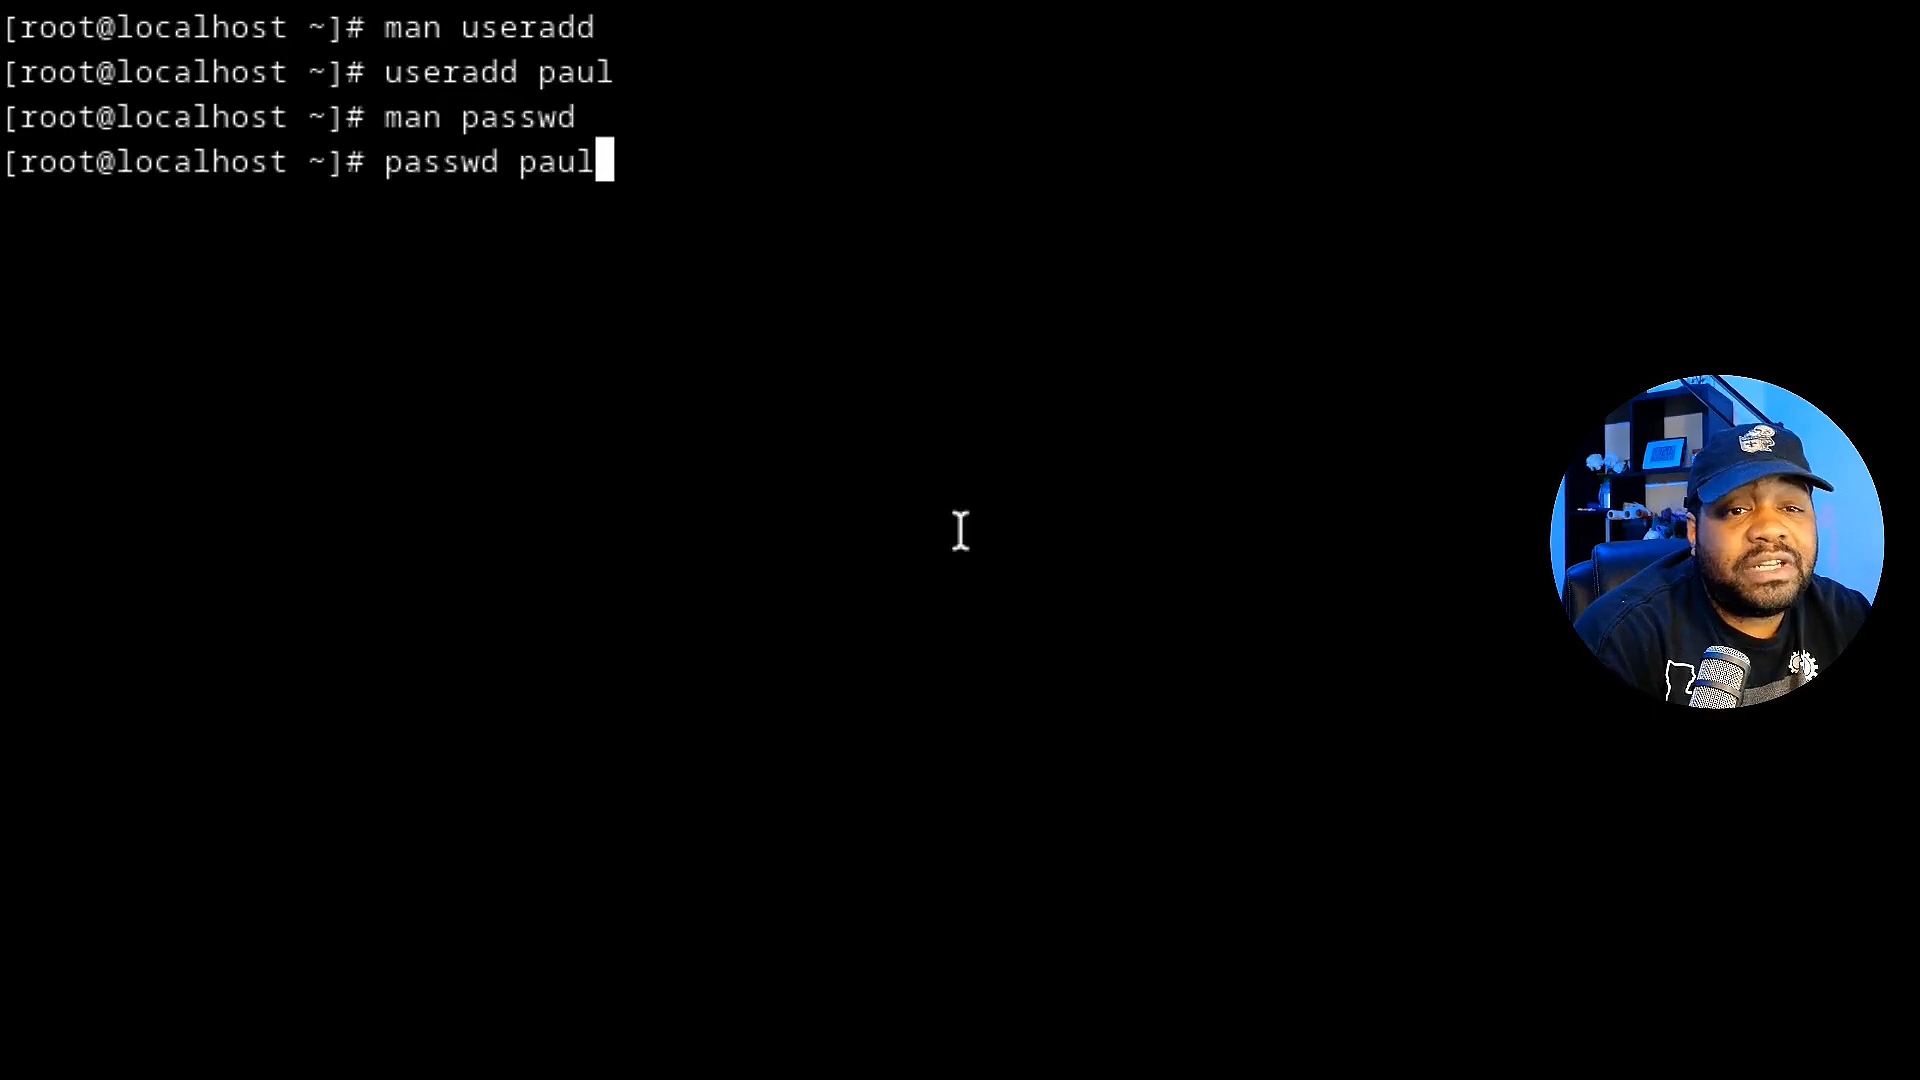 [root@localhost ~]# man useradd
[root@localhost ~]# useradd paul
[root@localhost ~]# man passwd
[root@localhost ~]# passwd paul